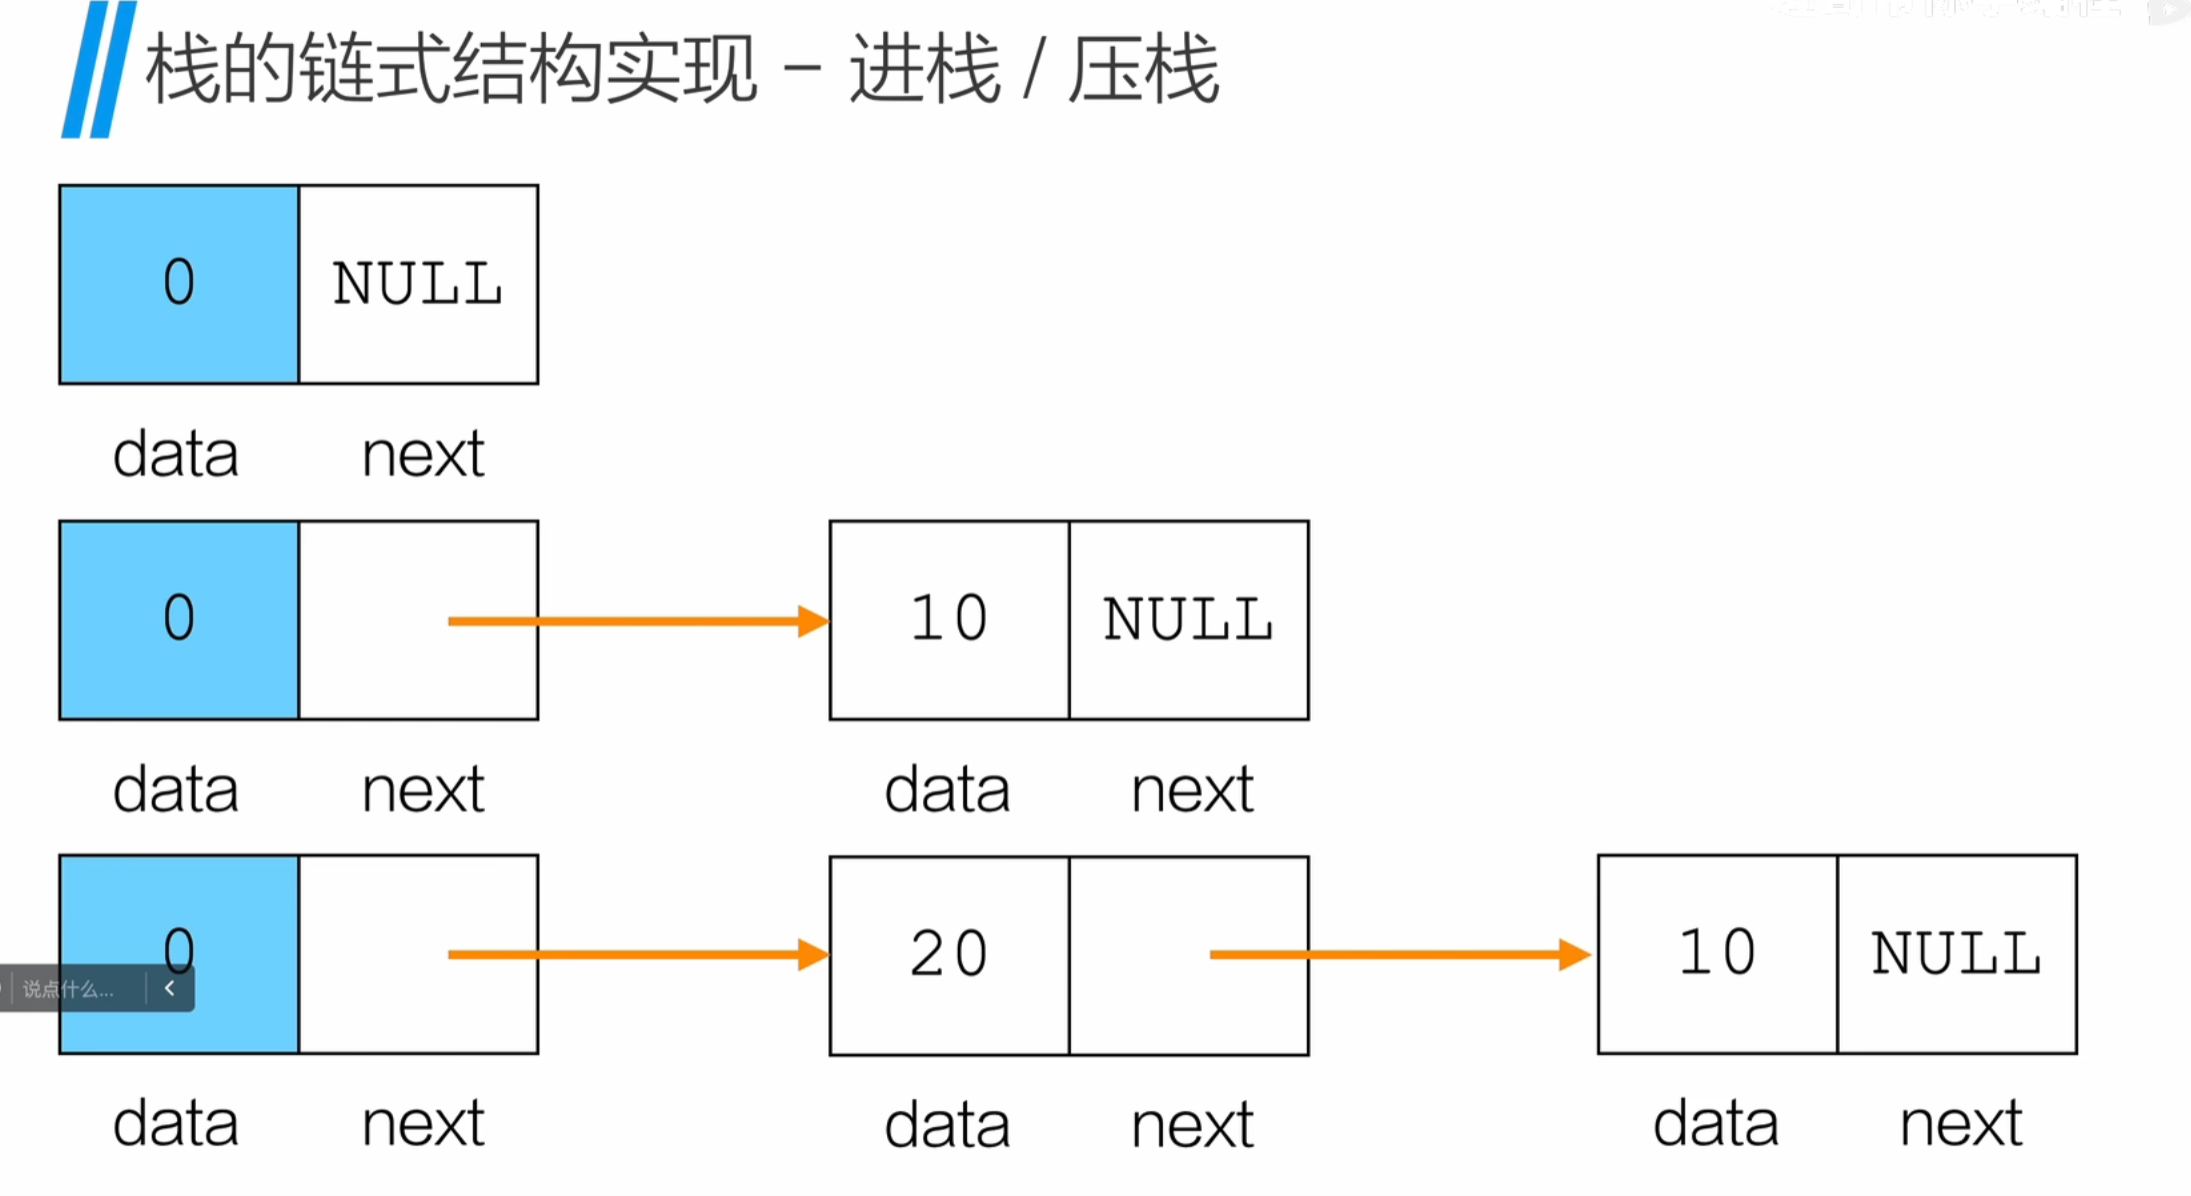 栈的链式结构实现 - 进栈 / 压栈
0 NULL
data next
0 10 NULL
data next data next
0 20 10 NULL
说点什么...
data next data next data next